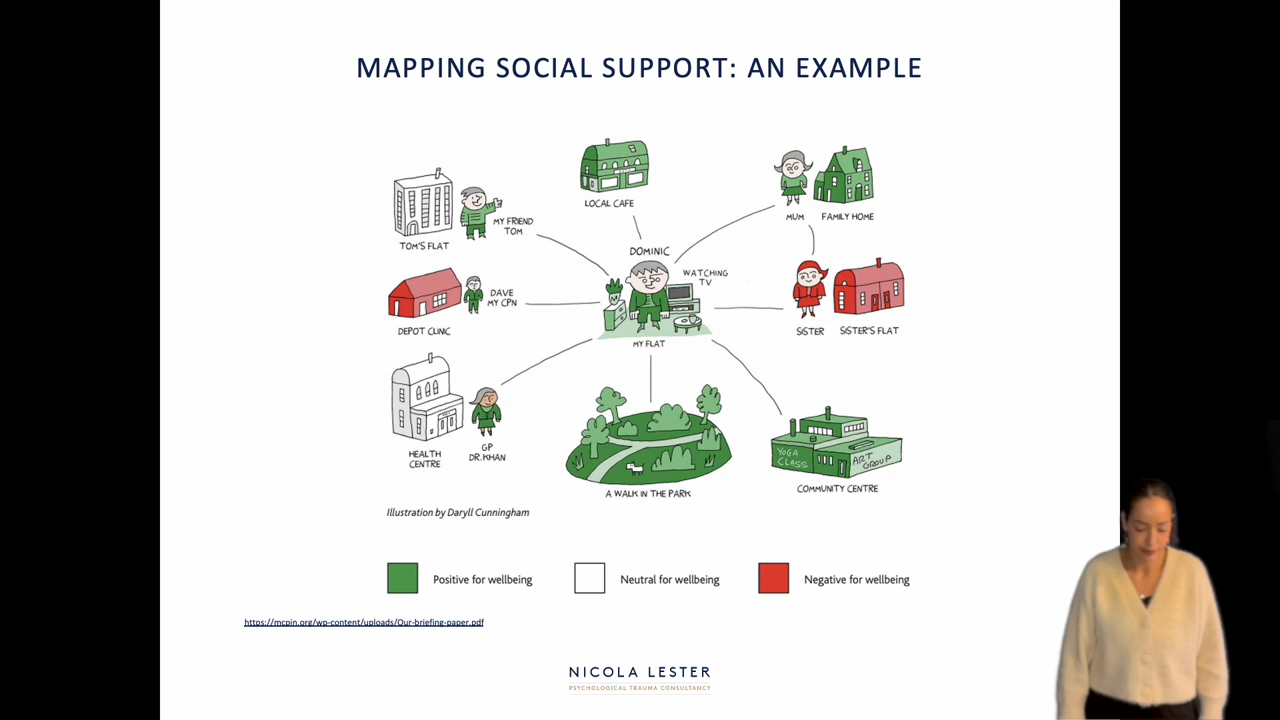 MAPPING SOCIAL SUPPORT: AN EXAMPLE
LOCAL CAFE
MUM
FAMILY HOME
MY FRIEND
TOM
TOM'S FLAT
DOMINIC
WATCHING
TV
DAVE
MY CPN
DEPOT CLINIC
SISTER
SISTER'S FLAT
MY FLAT
HEALTH
CENTRE
GP
DR.KHAN
YOGA
CLASS
ART
GROUP
COMMUNITY CENTRE
A WALK IN THE PARK
Illustration by Daryll Cunningham
Positive for wellbeing
Neutral for wellbeing
Negative for wellbeing
https://mcpin.org/wp-content/uploads/Our-briefing-paper.pdf
NICOLA LESTER
PSYCHOLOGICAL TRAUMA CONSULTANCY